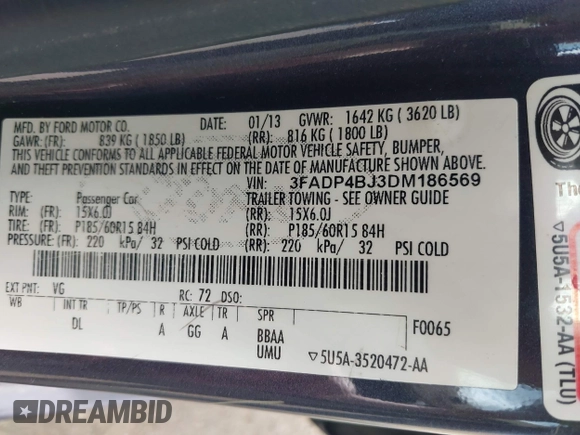 MFD. BY FORD MOTOR CO.
DATE: 01/13 GVWR: 1642 KG ( 3620 LB)
GAWR: (FR): 839 KG ( 1850 LB) (RR): 816 KG ( 1800 LB)
THIS VEHICLE CONFORMS TO ALL APPLICABLE FEDERAL MOTOR VEHICLE SAFETY, BUMPER,
AND THEFT PREVENTION STANDARDS IN EFFECT ON THE DATE OF MANUFACTURE SHOWN ABOVE.
VIN: 3FADP4BJ3DM186569
TYPE: Passenger Car TRAILER TOWING - SEE OWNER GUIDE
RIM: (FR): 15X6.0J (RR): 15X6.0J
TIRE: (FR): P185/60R15 84H (RR): P185/60R15 84H
PSI: (FR): 220 kPa/ 32 PSI COLD (RR): 220 kPa/ 32 PSI COLD
EXT PNT: VG RC: 72 DSO:
WB INT TR TP/PS R AXLE TR SPR
DL A GG A BBAA
UMU
F0065
▽5U5A-3520472-AA
The
▽5U5A-1532-AA (TLU)
DREAMBID